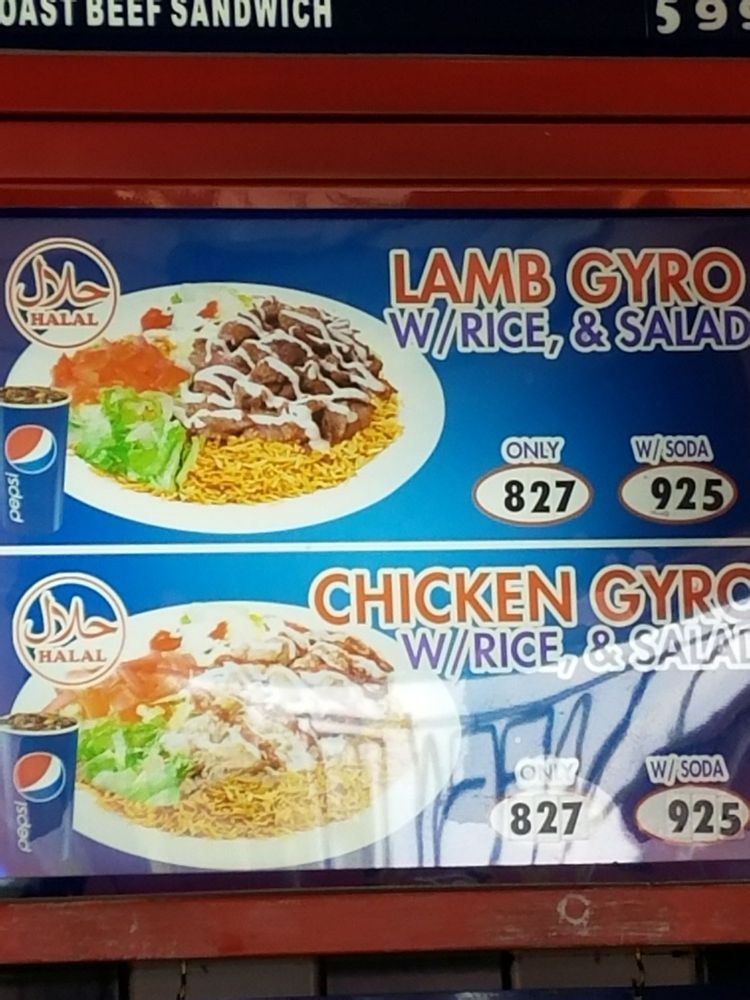 OAST BEEF SANDWICH 599
حلال
HALAL
LAMB GYRO
W/RICE, & SALAD
ONLY W/SODA
827 925
pepsi
حلال
HALAL
CHICKEN GYRO
W/RICE, & SALAD
ONLY W/SODA
827 925
pepsi